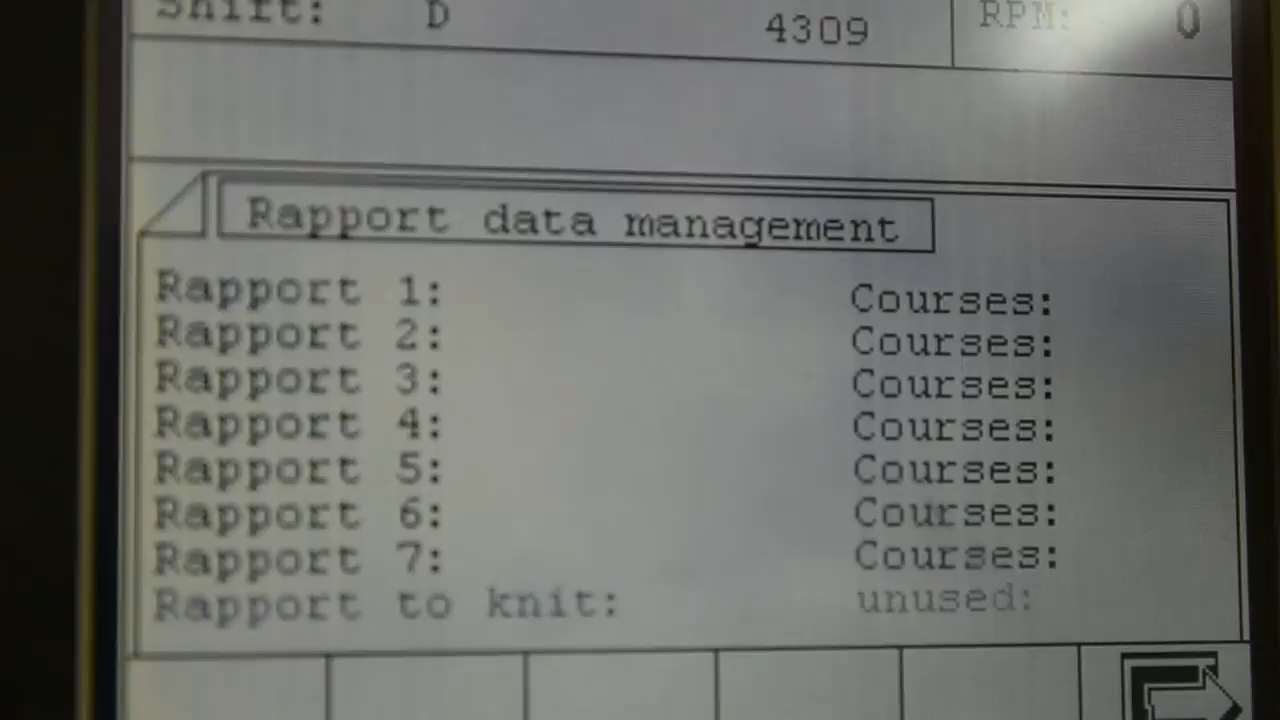 Shift: D 4309 RPM: 0
Rapport data management
Rapport 1: Courses:
Rapport 2: Courses:
Rapport 3: Courses:
Rapport 4: Courses:
Rapport 5: Courses:
Rapport 6: Courses:
Rapport 7: Courses:
Rapport to knit: unused: